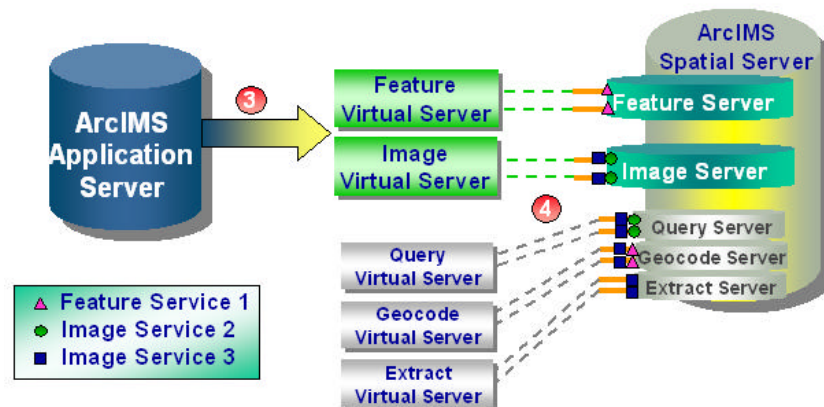 ArcIMS
Spatial Server
ArcIMS
Application
Server
3
Feature
Virtual Server
Feature Server
Image
Virtual Server
Image Server
4
Query Server
Geocode Server
Extract Server
Query
Virtual Server
Geocode
Virtual Server
Extract
Virtual Server
Feature Service 1
Image Service 2
Image Service 3